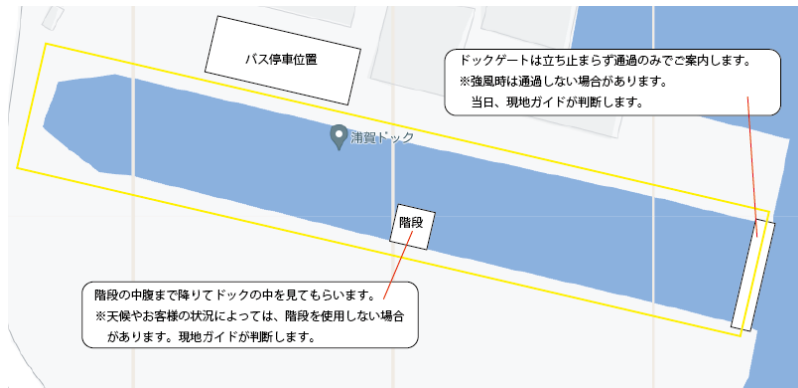 バス停車位置
ドックゲートは立ち止まらず通過のみでご案内します。
※強風時は通過しない場合があります。
当日、現地ガイドが判断します。
浦賀ドック
階段
階段の中腹まで降りてドックの中を見てもらいます。
※天候やお客様の状況によっては、階段を使用しない場合
があります。現地ガイドが判断します。